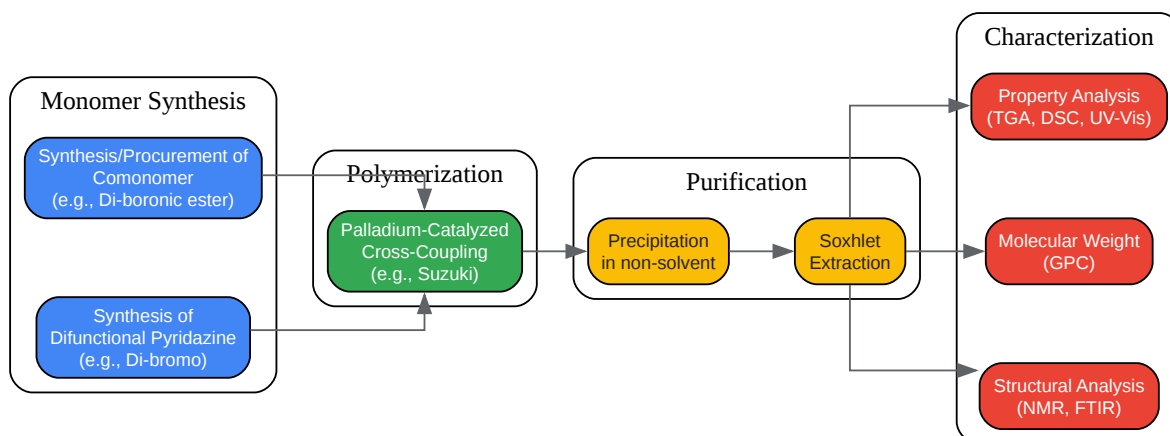 Monomer Synthesis
Synthesis/Procurement of
Comonomer
(e.g., Di-boronic ester)
Synthesis of
Difunctional Pyridazine
(e.g., Di-bromo)
Polymerization
Palladium-Catalyzed
Cross-Coupling
(e.g., Suzuki)
Purification
Precipitation
in non-solvent
Soxhlet
Extraction
Characterization
Property Analysis
(TGA, DSC, UV-Vis)
Molecular Weight
(GPC)
Structural Analysis
(NMR, FTIR)